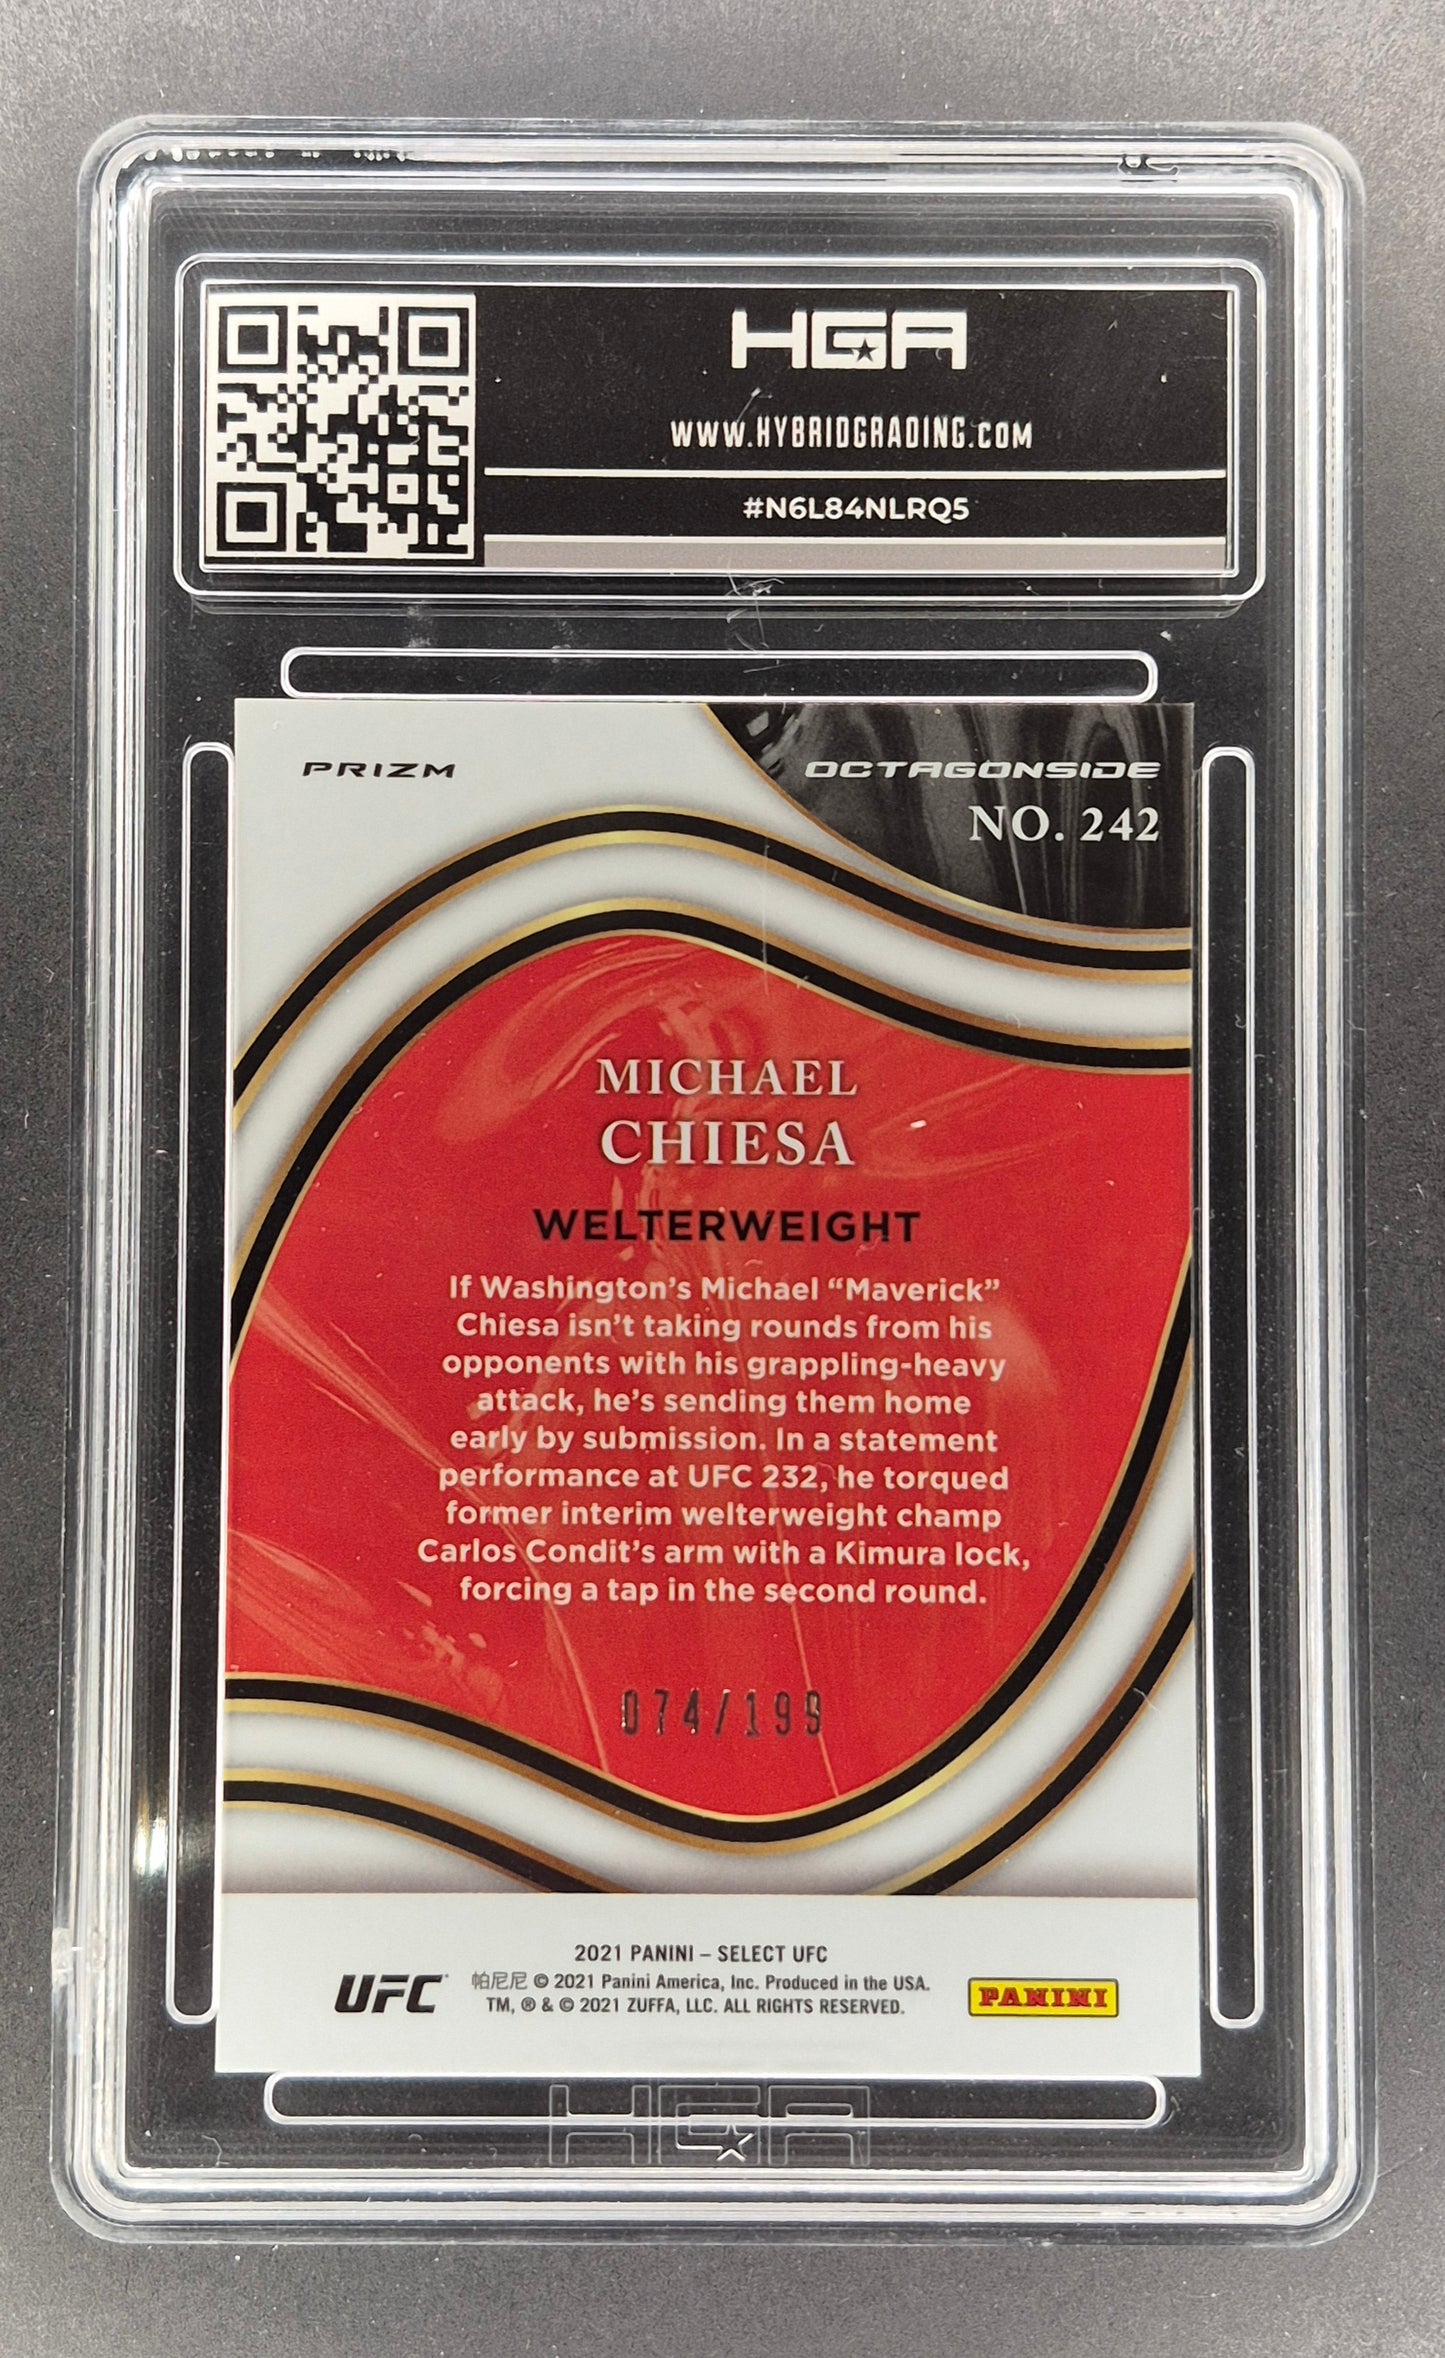 HGA
WWW.HYBRIDGRADING.COM
#N6L84NLRQ5
PRIZM
OCTAGONSIDE
NO. 242
MICHAEL
CHIESA
WELTERWEIGHT
If Washington's Michael “Maverick”
Chiesa isn't taking rounds from his
opponents with his grappling-heavy
attack, he's sending them home
early by submission. In a statement
performance at UFC 232, he torqued
former interim welterweight champ
Carlos Condit's arm with a Kimura lock,
forcing a tap in the second round.
074/199
2021 PANINI – SELECT UFC
帕尼尼 © 2021 Panini America, Inc. Produced in the USA.
TM, ® & © 2021 ZUFFA, LLC. ALL RIGHTS RESERVED.
UFC
PANINI
HGA